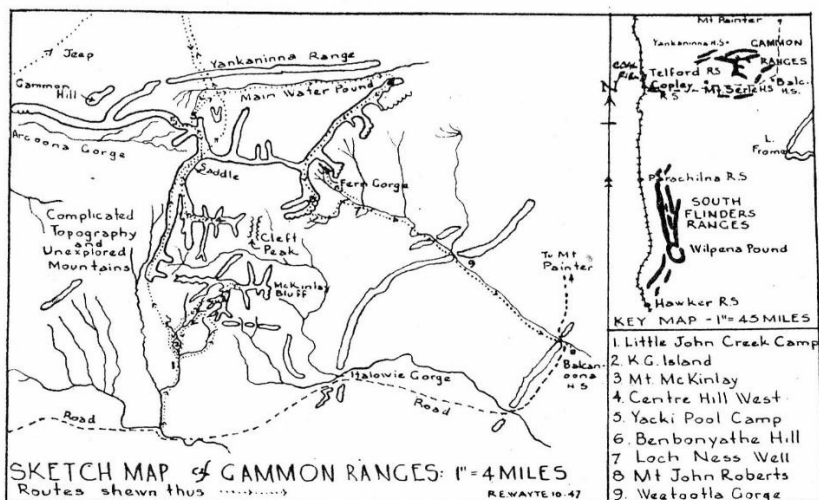 Jeep
Yankaninna Range
Gammon
Hill
Main Water Pound
Arcoona Gorge
Saddle
Fern Gorge
Complicated
Topography
and
Unexplored
Mountains
Cleft
Peak
McKinlay
Bluff
To Mt
Painter
9
1
8
Balcan-
oona
H S
Italowie Gorge
Road
Road
SKETCH MAP of GAMMON RANGES: 1"=4 MILES
Routes shewn thus
R.E.WAYTE 10·47
Mt Painter
Yankaninna H.S.
GAMMON
RANGES
N
Telford RS
Copley
R S
Mt Serle HS
Balc.
H.S.
L.
Frome
Parachilna R S
SOUTH
FLINDERS
RANGES
Wilpena Pound
Hawker R S
KEY MAP - 1"= 45 MILES
1. Little John Creek Camp
2. K.G. Island
3 Mt. McKinlay
4. Centre Hill West
5. Yacki Pool Camp
6. Benbonyathe Hill
7 Loch Ness Well
8 Mt John Roberts
9. Weetootla Gorge